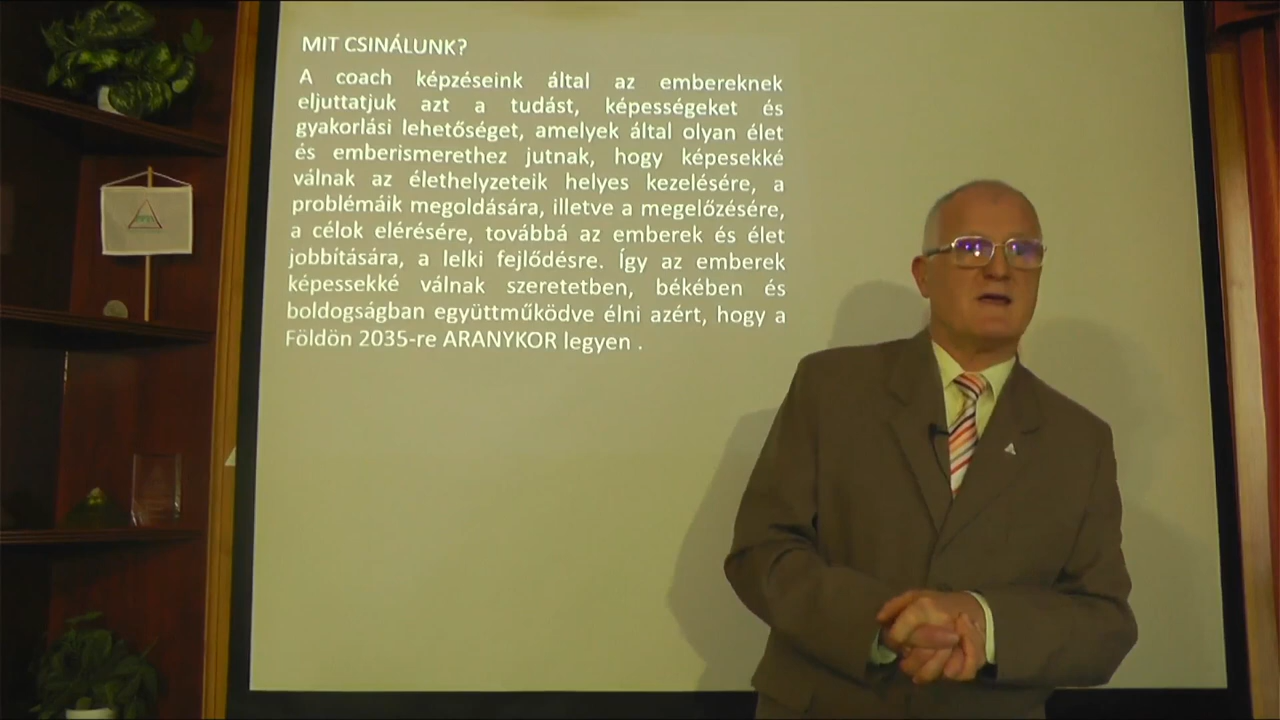 MIT CSINÁLUNK?
A coach képzéseink által az embereknek
eljuttatjuk azt a tudást, képességeket és
gyakorlási lehetőséget, amelyek által olyan élet
és emberismerethez jutnak, hogy képesekké
válnak az élethelyzeteik helyes kezelésére, a
problémáik megoldására, illetve a megelőzésére,
a célok elérésére, továbbá az emberek és élet
jobbítására, a lelki fejlődésre. Így az emberek
képessekké válnak szeretetben, békében és
boldogságban együttműködve élni azért, hogy a
Földön 2035-re ARANYKOR legyen .